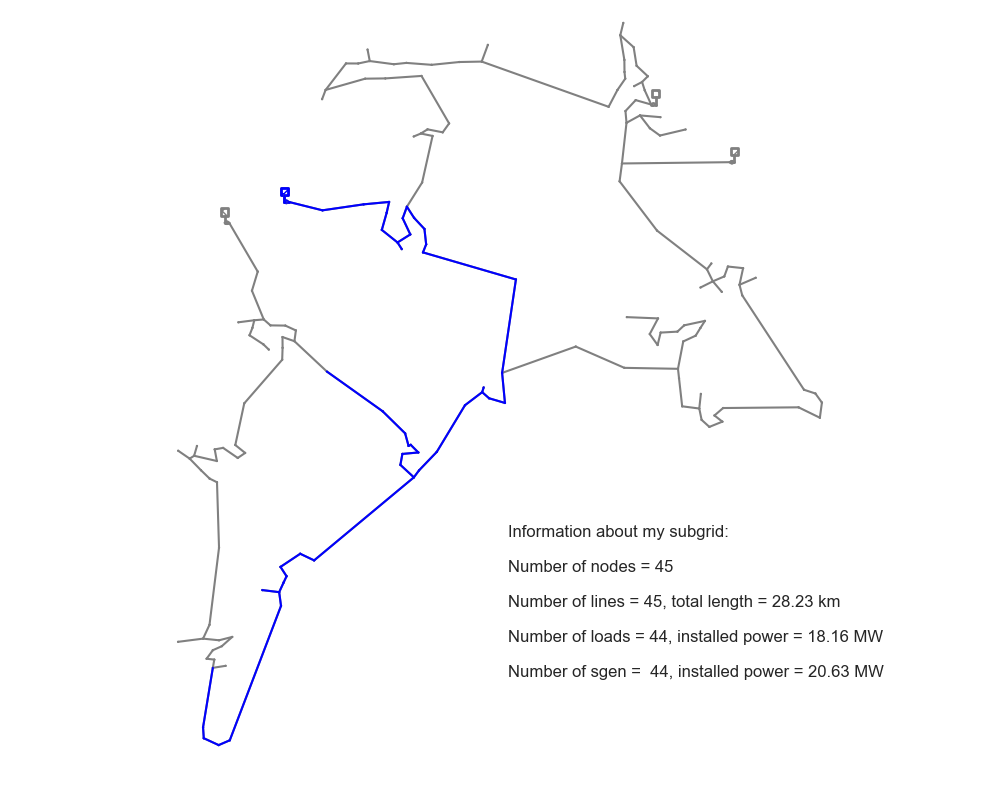 Information about my subgrid:
Number of nodes = 45
Number of lines = 45, total length = 28.23 km
Number of loads = 44, installed power = 18.16 MW
Number of sgen =  44, installed power = 20.63 MW